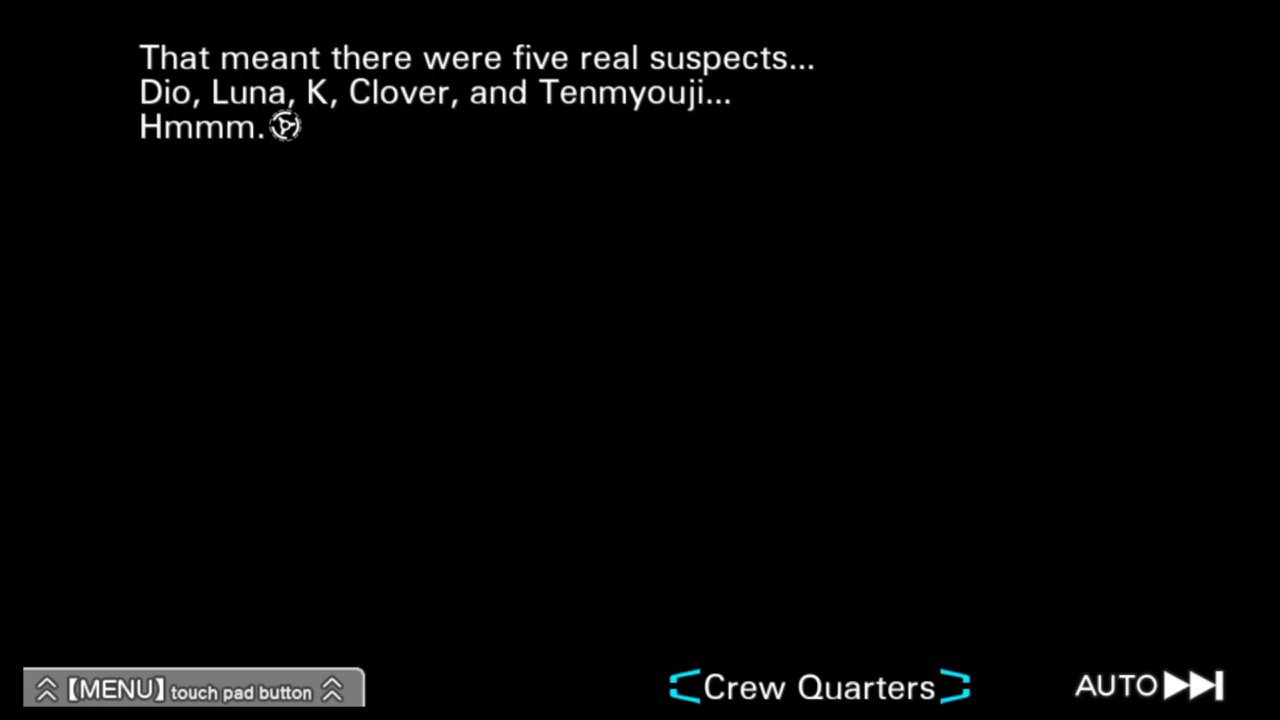 That meant there were five real suspects...
Dio, Luna, K, Clover, and Tenmyouji...
Hmmm.
【MENU】 touch pad button
Crew Quarters
AUTO